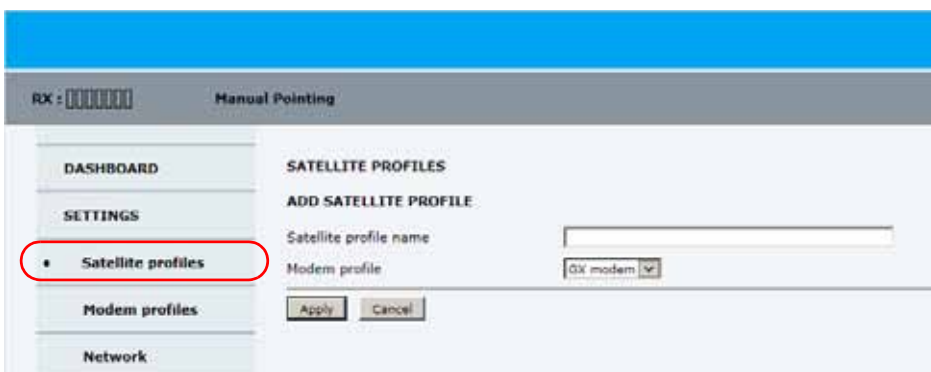 RX : Manual Pointing
DASHBOARD
SETTINGS
• Satellite profiles
Modem profiles
Network
SATELLITE PROFILES
ADD SATELLITE PROFILE
Satellite profile name
Modem profile GX modem
Apply Cancel